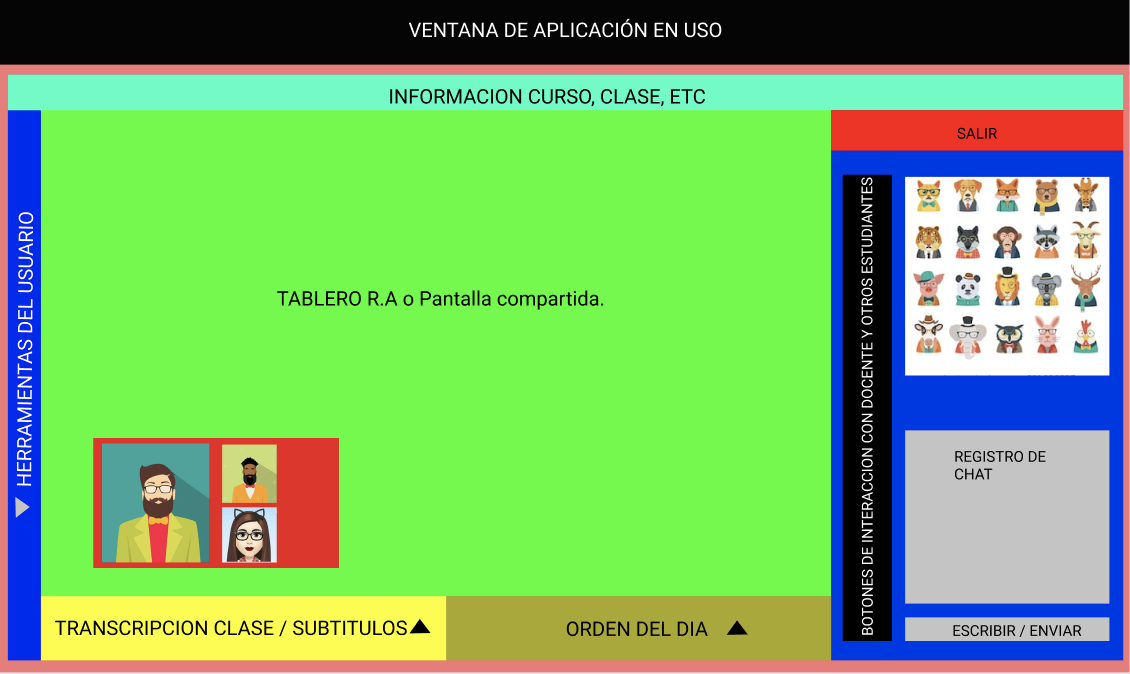 VENTANA DE APLICACIÓN EN USO
INFORMACION CURSO, CLASE, ETC
SALIR
HERRAMIENTAS DEL USUARIO
TABLERO R.A o Pantalla compartida.
BOTONES DE INTERACCION CON DOCENTE Y OTROS ESTUDIANTES
REGISTRO DE
CHAT
ESCRIBIR / ENVIAR
TRANSCRIPCION CLASE / SUBTITULOS
ORDEN DEL DIA